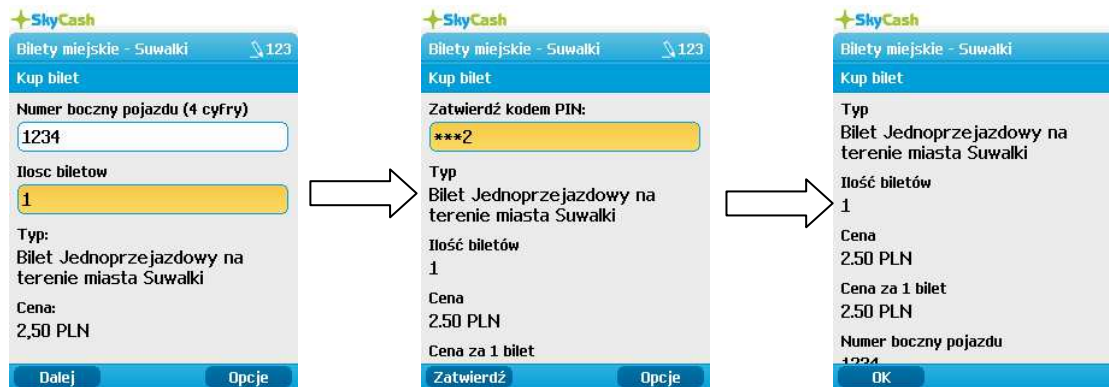 SkyCash
Bilety miejskie - Suwalki 123
Kup bilet
Numer boczny pojazdu (4 cyfry)
1234
Ilosc biletow
1
Typ:
Bilet Jednoprzejazdowy na
terenie miasta Suwalki
Cena:
2,50 PLN
Dalej Opcje
SkyCash
Bilety miejskie - Suwalki 123
Kup bilet
Zatwierdź kodem PIN:
***2
Typ
Bilet Jednoprzejazdowy na
terenie miasta Suwalki
Ilość biletów
1
Cena
2.50 PLN
Cena za 1 bilet
Zatwierdź Opcje
SkyCash
Bilety miejskie - Suwalki
Kup bilet
Typ
Bilet Jednoprzejazdowy na
terenie miasta Suwalki
Ilość biletów
1
Cena
2.50 PLN
Cena za 1 bilet
2.50 PLN
Numer boczny pojazdu
1234
OK